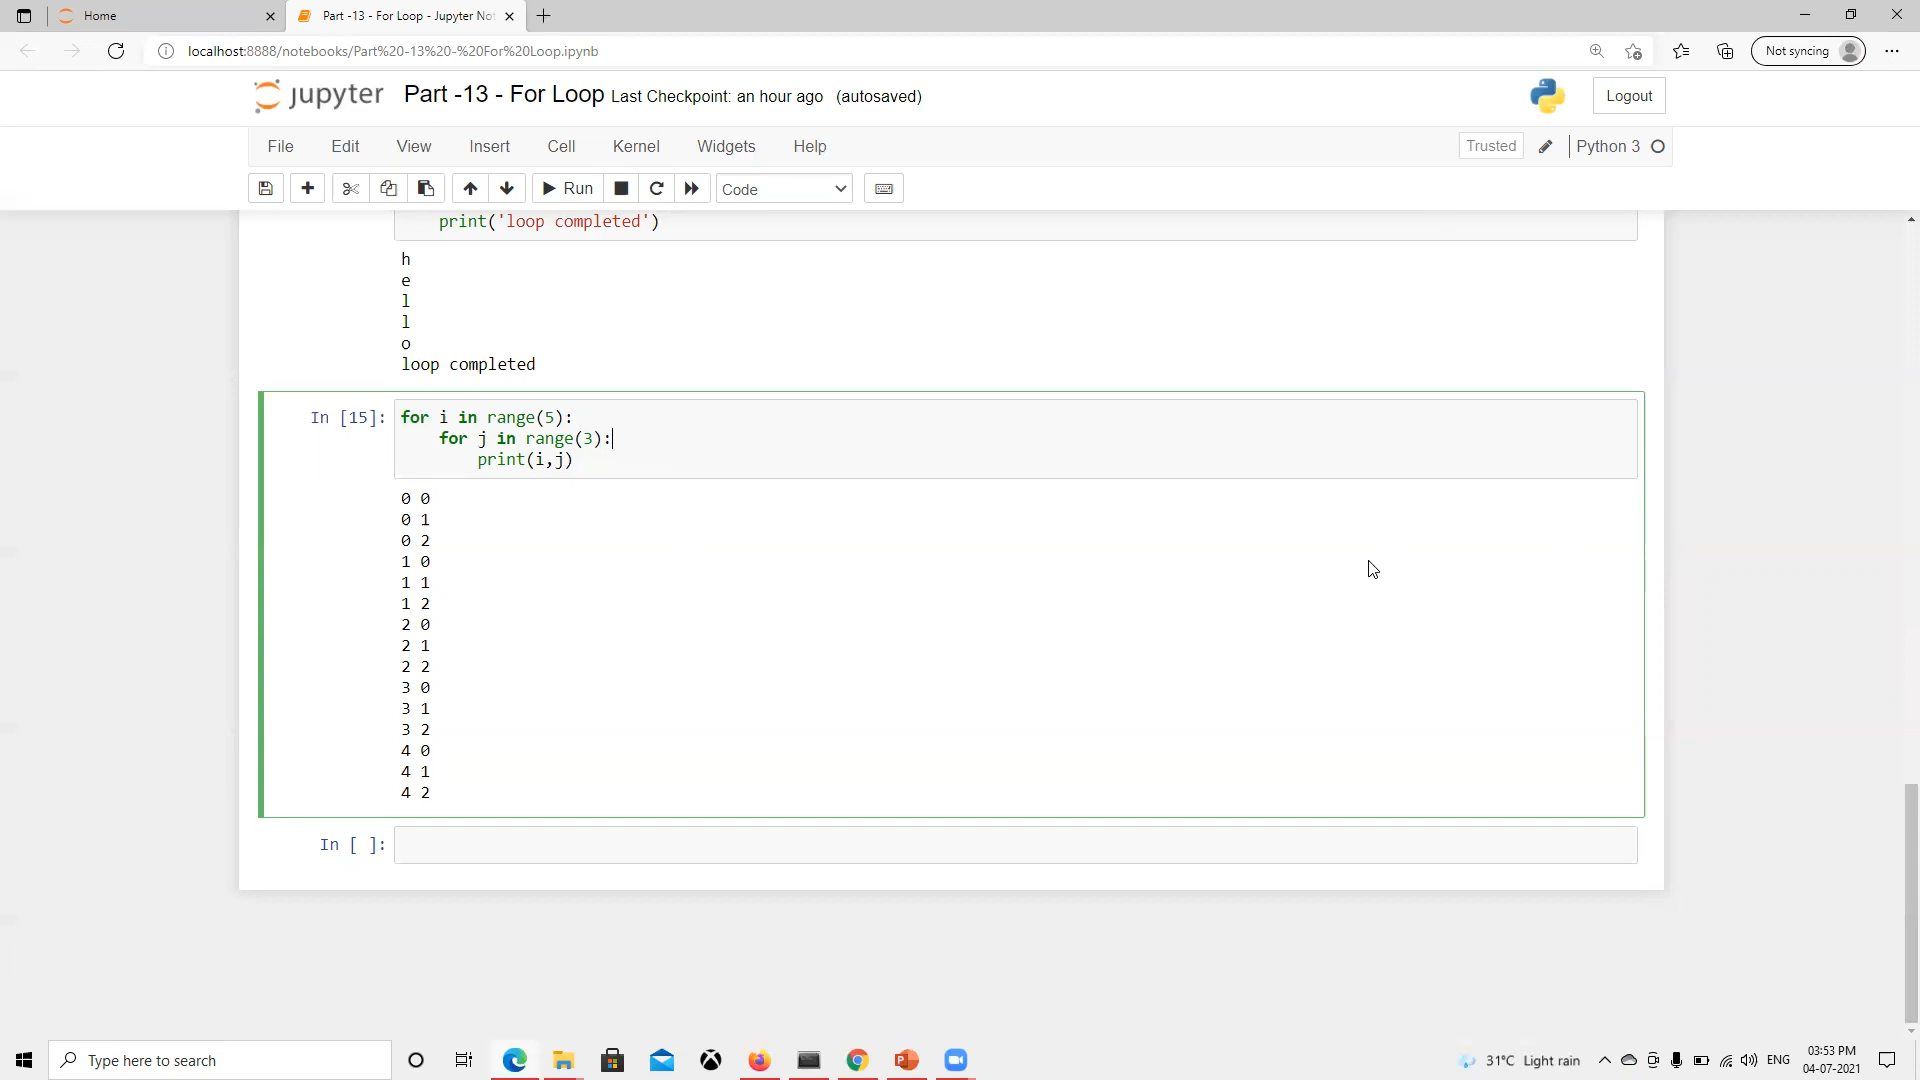 Home
Part -13 - For Loop - Jupyter Not
localhost:8888/notebooks/Part%20-13%20-%20For%20Loop.ipynb
Not syncing
jupyter Part -13 - For Loop Last Checkpoint: an hour ago (autosaved)
Logout
File Edit View Insert Cell Kernel Widgets Help
Trusted Python 3
Run Code
print('loop completed')
h
e
l
l
o
loop completed
In [15]: for i in range(5):
    for j in range(3):
        print(i,j)
0 0
0 1
0 2
1 0
1 1
1 2
2 0
2 1
2 2
3 0
3 1
3 2
4 0
4 1
4 2
In [ ]:
Type here to search
31°C Light rain
ENG
03:53 PM
04-07-2021